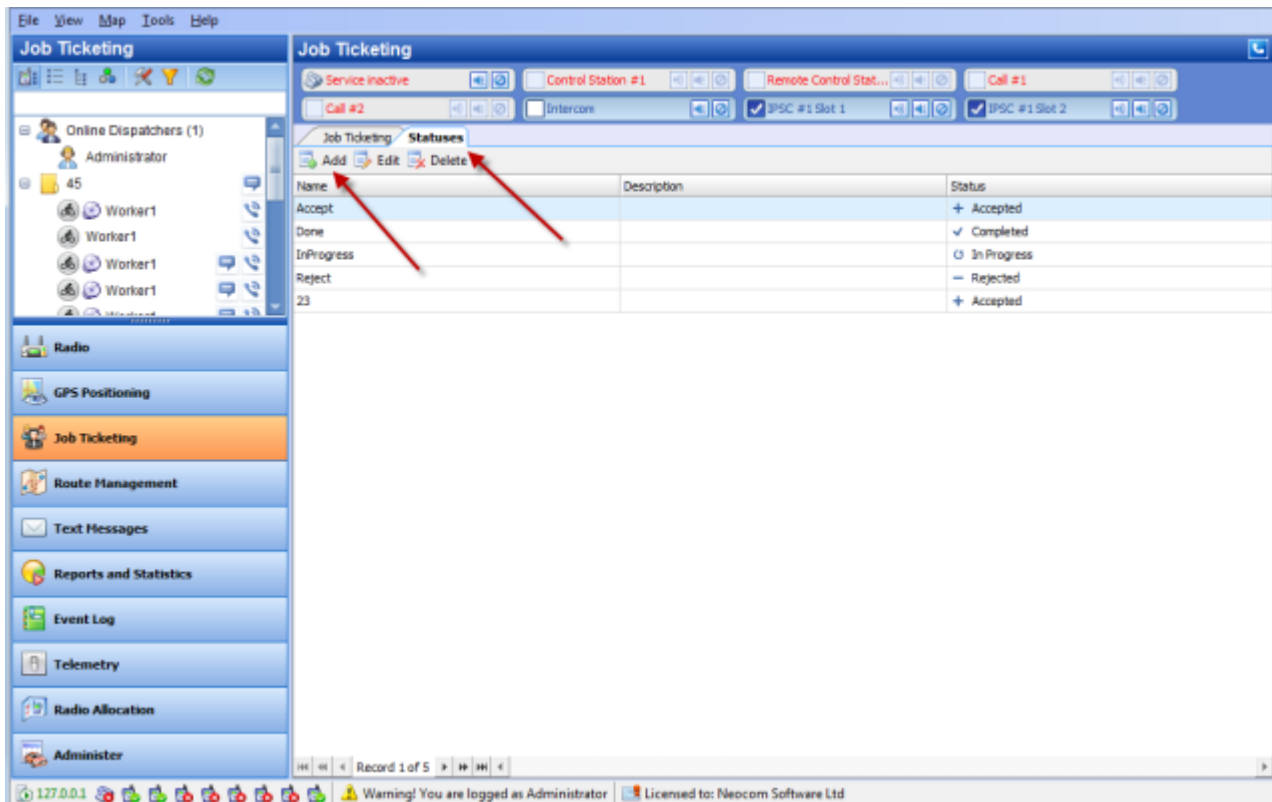 File View Map Tools Help
Job Ticketing
Job Ticketing
Service inactive
Control Station #1
Remote Control Stat...
Call #1
Call #2
Intercom
IPSC #1 Slot 1
IPSC #1 Slot 2
Online Dispatchers (1)
Administrator
45
Worker1
Worker1
Worker1
Worker1
Job Ticketing Statuses
Add Edit Delete
Name Description Status
Accept Accepted
Done Completed
InProgress In Progress
Reject Rejected
23 Accepted
Radio
GPS Positioning
Job Ticketing
Route Management
Text Messages
Reports and Statistics
Event Log
Telemetry
Radio Allocation
Administer
Record 1 of 5
127.0.0.1 Warning! You are logged as Administrator Licensed to: Neocom Software Ltd